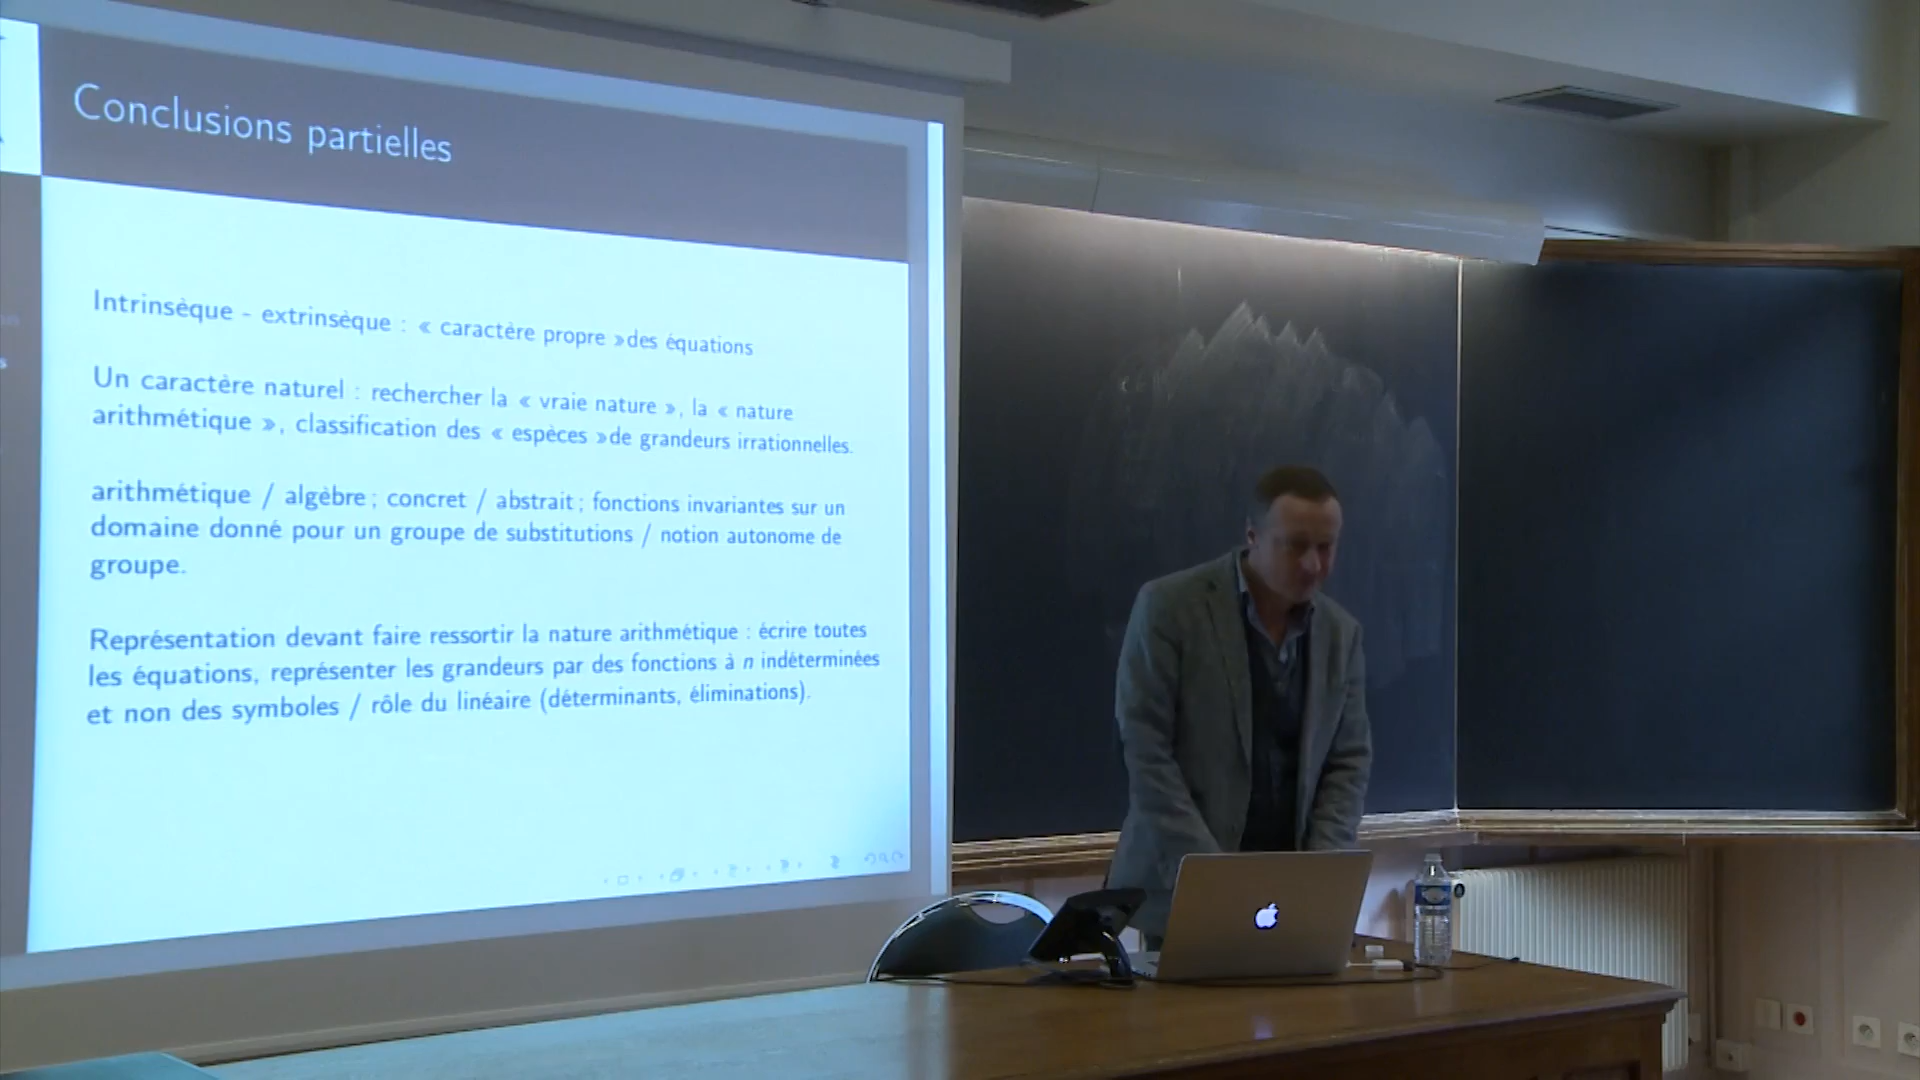 Conclusions partielles
Intrinsèque - extrinsèque : « caractère propre »des équations
Un caractère naturel : rechercher la « vraie nature », la « nature
arithmétique », classification des « espèces »de grandeurs irrationnelles.
arithmétique / algèbre ; concret / abstrait ; fonctions invariantes sur un
domaine donné pour un groupe de substitutions / notion autonome de
groupe.
Représentation devant faire ressortir la nature arithmétique : écrire toutes
les équations, représenter les grandeurs par des fonctions à n indéterminées
et non des symboles / rôle du linéaire (déterminants, éliminations).